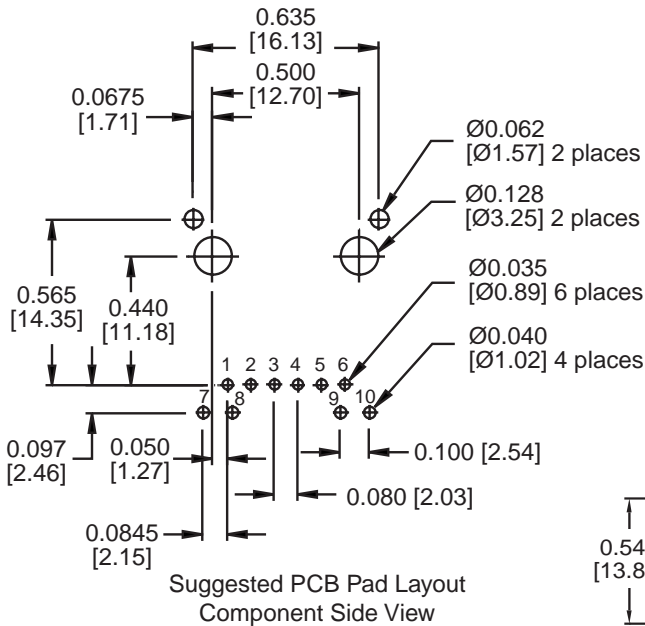 0.635
[16.13]
0.500
[12.70]
0.0675
[1.71]
Ø0.062
[Ø1.57] 2 places
Ø0.128
[Ø3.25] 2 places
0.565
[14.35]
0.440
[11.18]
Ø0.035
[Ø0.89] 6 places
Ø0.040
[Ø1.02] 4 places
1 2 3 4 5 6
7 8 9 10
0.097
[2.46]
0.050
[1.27]
0.100 [2.54]
0.080 [2.03]
0.0845
[2.15]
Suggested PCB Pad Layout
Component Side View
0.54
[13.8